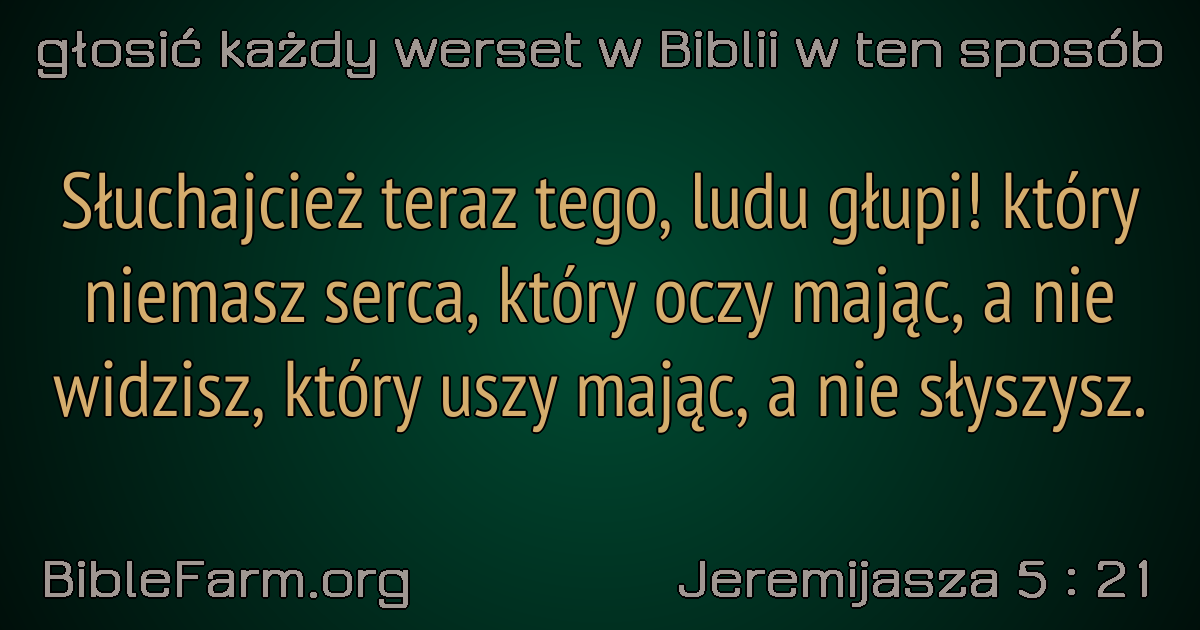 głosić każdy werset w Biblii w ten sposób
Słuchajcież teraz tego, ludu głupi! który
niemasz serca, który oczy mając, a nie
widzisz, który uszy mając, a nie słyszysz.
BibleFarm.org
Jeremijasza 5 : 21